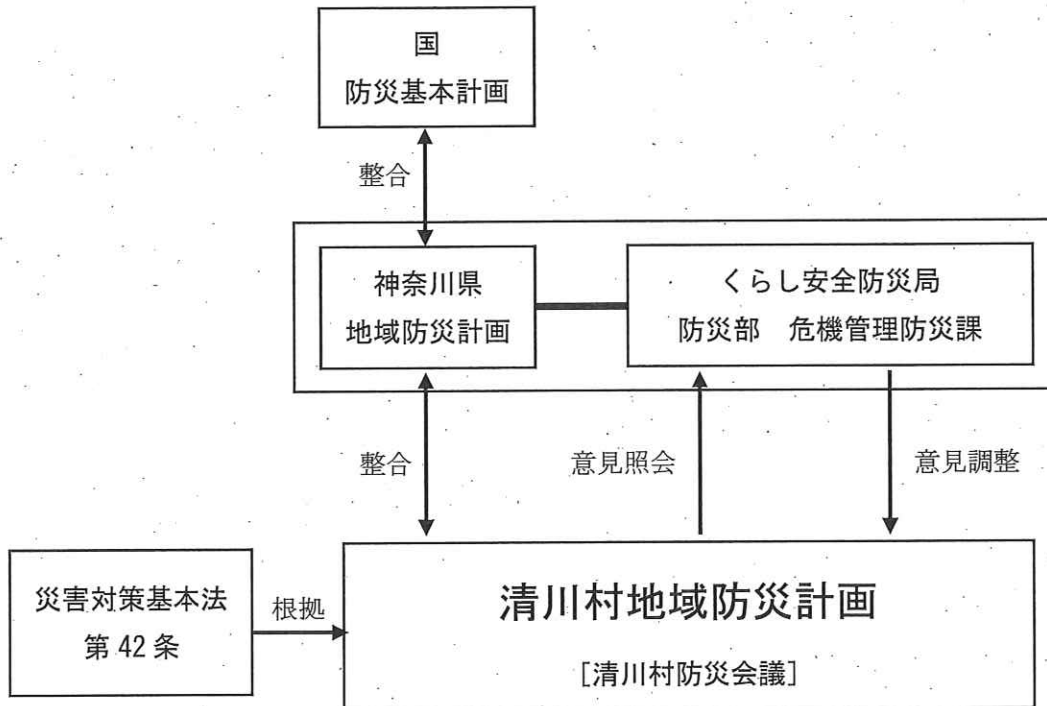 国
防災基本計画
整合
神奈川県
地域防災計画
くらし安全防災局
防災部 危機管理防災課
整合
意見照会
意見調整
災害対策基本法
第 42 条
根拠
清川村地域防災計画
[清川村防災会議]